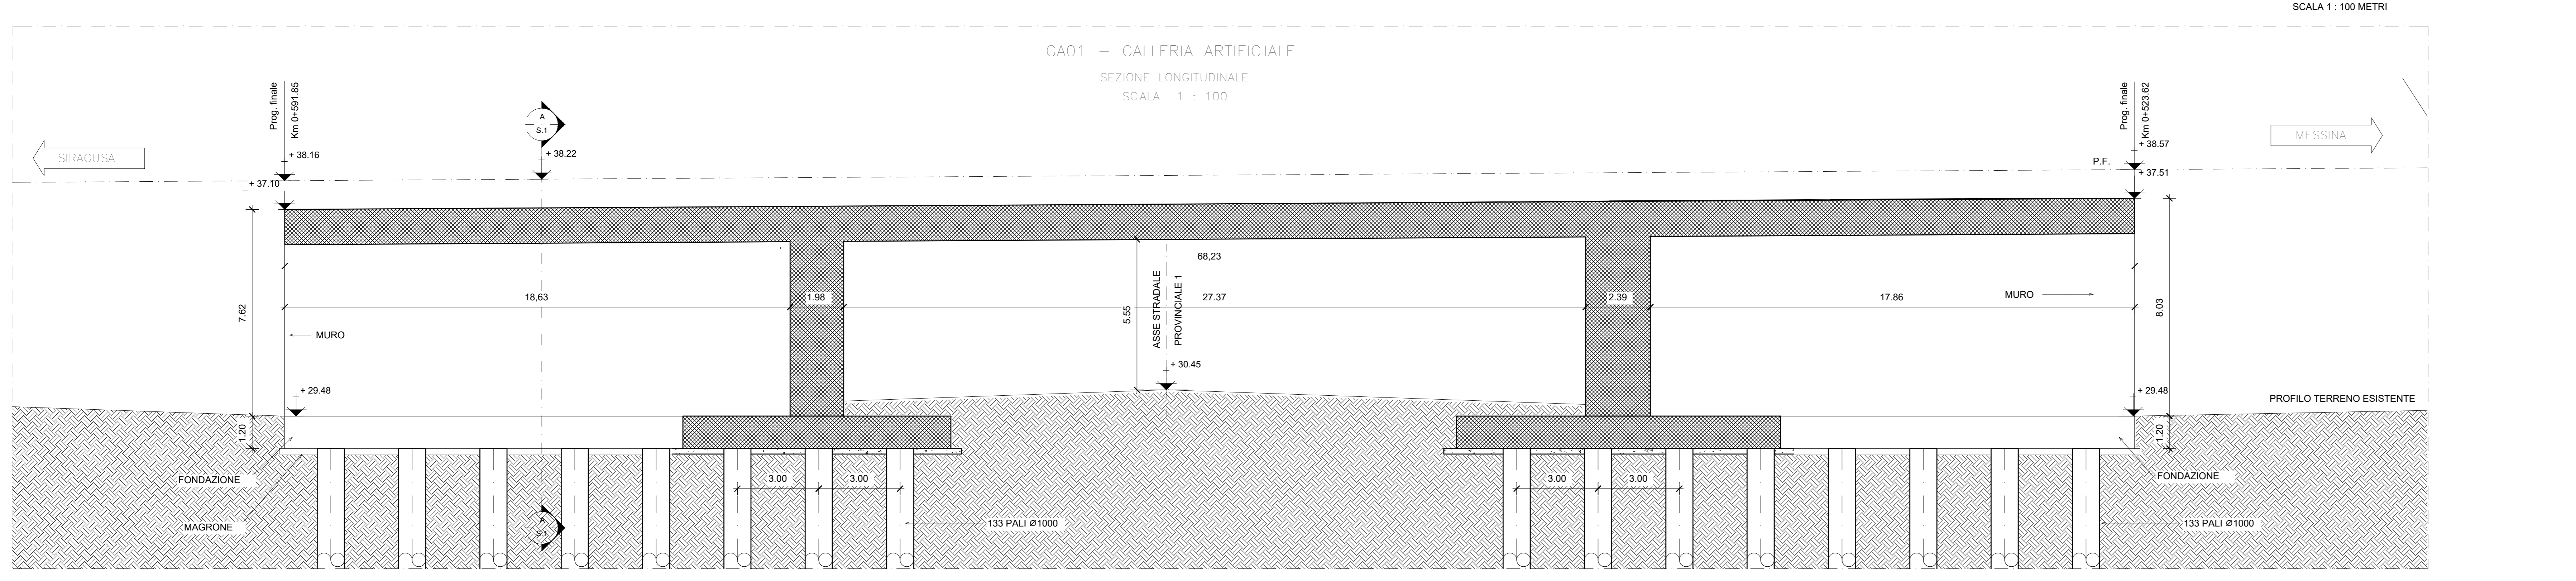 SCALA 1 : 100 METRI
GA01 – GALLERIA ARTIFICIALE
SEZIONE LONGITUDINALE
SCALA 1 : 100
Prog. finale
Km 0+591.85
Prog. finale
Km 0+523.62
A
S.1
SIRAGUSA
MESSINA
+ 38.16
+ 38.22
+ 38.57
P.F.
+ 37.10
+ 37.51
68,23
18,63
1.98
27.37
2.39
17.86
MURO
7.62
5.55
ASSE STRADALE
PROVINCIALE 1
8.03
MURO
+ 30.45
+ 29.48
+ 29.48
PROFILO TERRENO ESISTENTE
1.20
1.20
FONDAZIONE
3.00
3.00
3.00
3.00
FONDAZIONE
MAGRONE
A
S.1
133 PALI Ø1000
133 PALI Ø1000